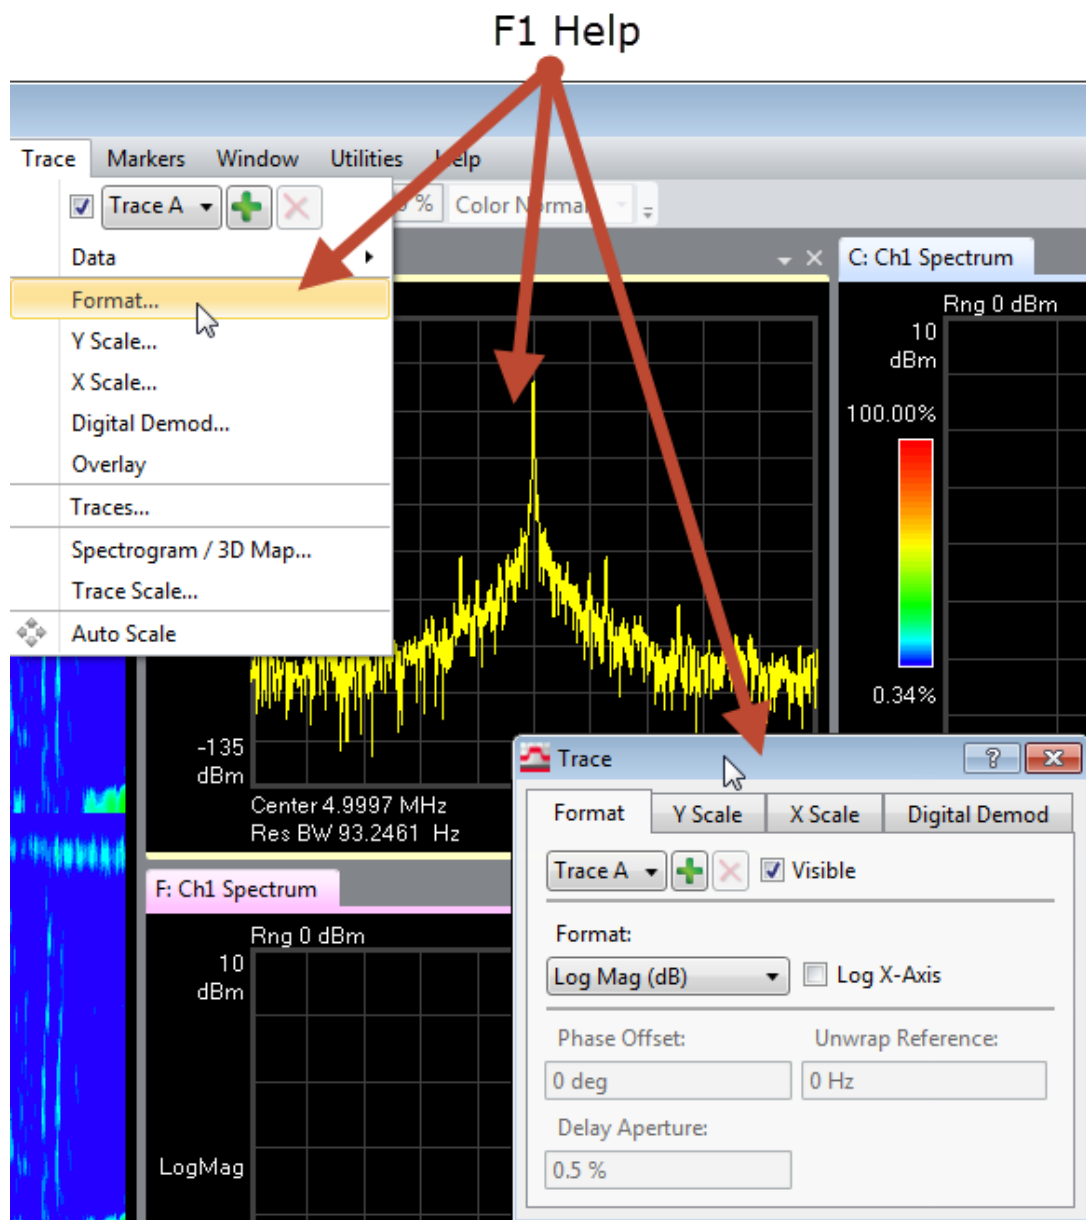 F1 Help
Trace Markers Window Utilities Help
Trace A
% Color Normal
Data
C: Ch1 Spectrum
Format...
Y Scale...
X Scale...
Digital Demod...
Overlay
Traces...
Spectrogram / 3D Map...
Trace Scale...
Auto Scale
Rng 0 dBm
10
dBm
100.00%
0.34%
-135
dBm
Center 4.9997 MHz
Res BW 93.2461 Hz
F: Ch1 Spectrum
Rng 0 dBm
10
dBm
LogMag
Trace
Format Y Scale X Scale Digital Demod
Trace A Visible
Format:
Log Mag (dB) Log X-Axis
Phase Offset: Unwrap Reference:
0 deg 0 Hz
Delay Aperture:
0.5 %